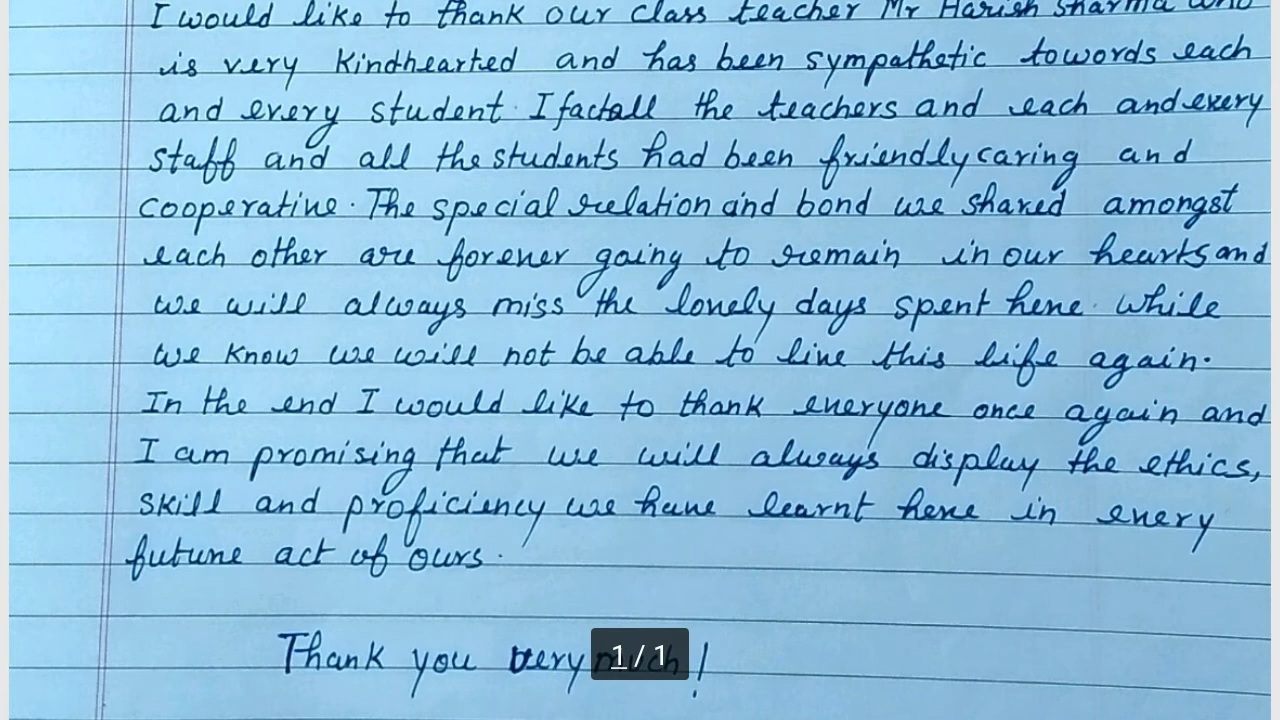 I would like to thank our class teacher Mr Harish Sharma who
is very Kindhearted and has been sympathetic towords each
and every student. I factall the teachers and each and every
staff and all the students had been friendly caring and
cooperative. The special relation and bond we shared amongst
each other are forever going to remain in our hearts and
we will always miss the lovely days spent here. While
we know we will not be able to live this life again.
In the end I would like to thank everyone once again and
I am promising that we will always display the ethics,
skill and proficiency we have learnt here in every
future act of ours.
Thank you very much!
1/1